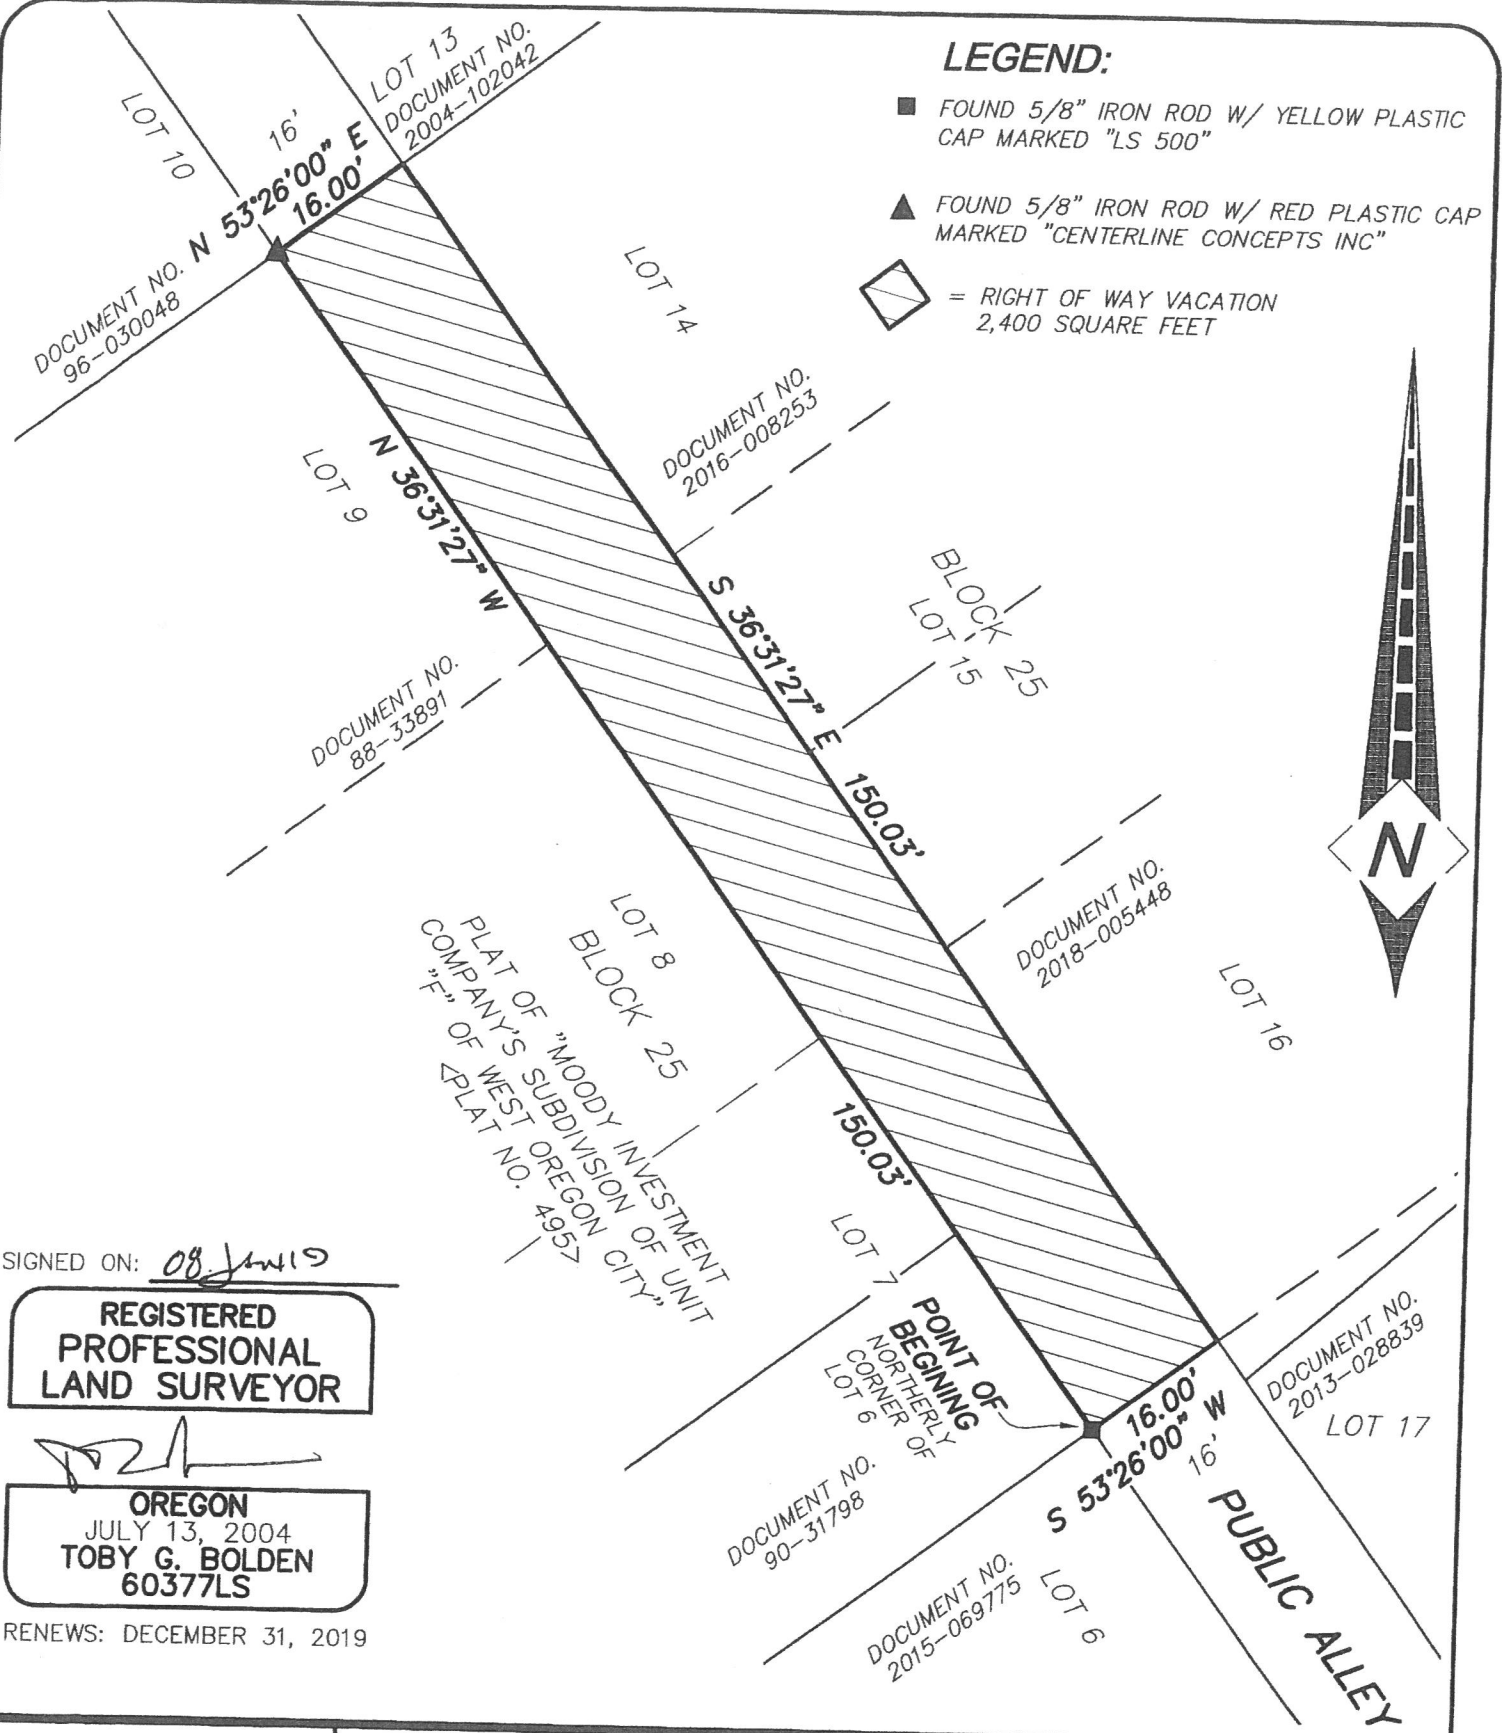 LEGEND:
FOUND 5/8" IRON ROD W/ YELLOW PLASTIC
CAP MARKED "LS 500"
FOUND 5/8" IRON ROD W/ RED PLASTIC CAP
MARKED "CENTERLINE CONCEPTS INC"
= RIGHT OF WAY VACATION
2,400 SQUARE FEET
LOT 10
16'
LOT 13
DOCUMENT NO.
2004-102042
N 53°26'00" E
16.00'
DOCUMENT NO.
96-030048
LOT 14
LOT 9
N 36°31'27" W
DOCUMENT NO.
2016-008253
S 36°31'27" E
150.03'
BLOCK 25
LOT 15
DOCUMENT NO.
88-33891
N
DOCUMENT NO.
2018-005448
LOT 16
LOT 8
BLOCK 25
PLAT OF "MOODY INVESTMENT
COMPANY'S SUBDIVISION OF UNIT
"F" OF WEST OREGON CITY"
<PLAT NO. 495>
150.03'
LOT 7
POINT OF
BEGINING
NORTHERLY
CORNER OF
LOT 6
16.00'
S 53°26'00" W
16'
DOCUMENT NO.
2013-028839
LOT 17
DOCUMENT NO.
90-31798
DOCUMENT NO.
2015-069775
LOT 6
PUBLIC ALLEY
SIGNED ON: 08.JAN19
REGISTERED
PROFESSIONAL
LAND SURVEYOR
OREGON
JULY 13, 2004
TOBY G. BOLDEN
60377LS
RENEWS: DECEMBER 31, 2019